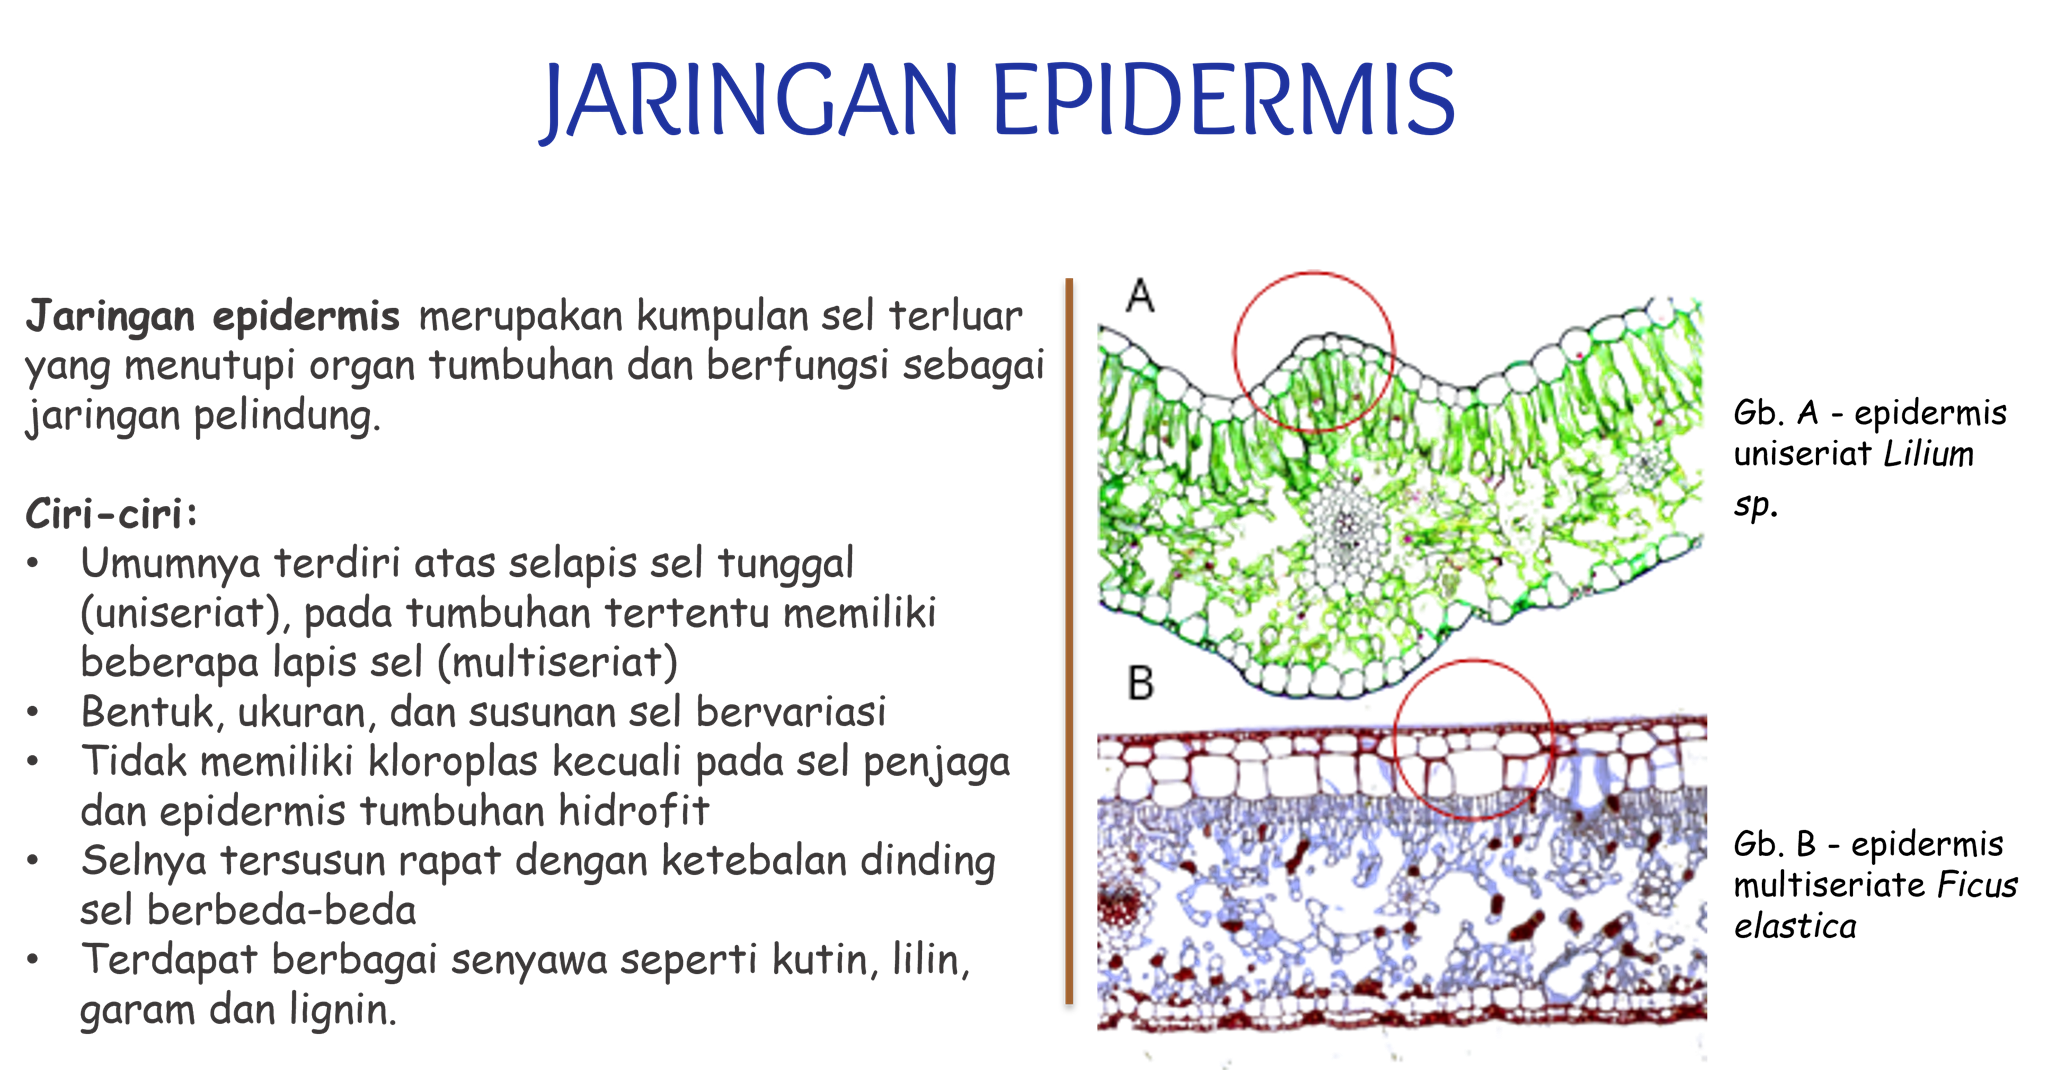 JARINGAN EPIDERMIS
Jaringan epidermis merupakan kumpulan sel terluar
yang menutupi organ tumbuhan dan berfungsi sebagai
jaringan pelindung.
Ciri-ciri:
• Umumnya terdiri atas selapis sel tunggal
(uniseriat), pada tumbuhan tertentu memiliki
beberapa lapis sel (multiseriat)
• Bentuk, ukuran, dan susunan sel bervariasi
• Tidak memiliki kloroplas kecuali pada sel penjaga
dan epidermis tumbuhan hidrofit
• Selnya tersusun rapat dengan ketebalan dinding
sel berbeda-beda
• Terdapat berbagai senyawa seperti kutin, lilin,
garam dan lignin.
A
Gb. A - epidermis
uniseriat Lilium
sp.
B
Gb. B - epidermis
multiseriate Ficus
elastica